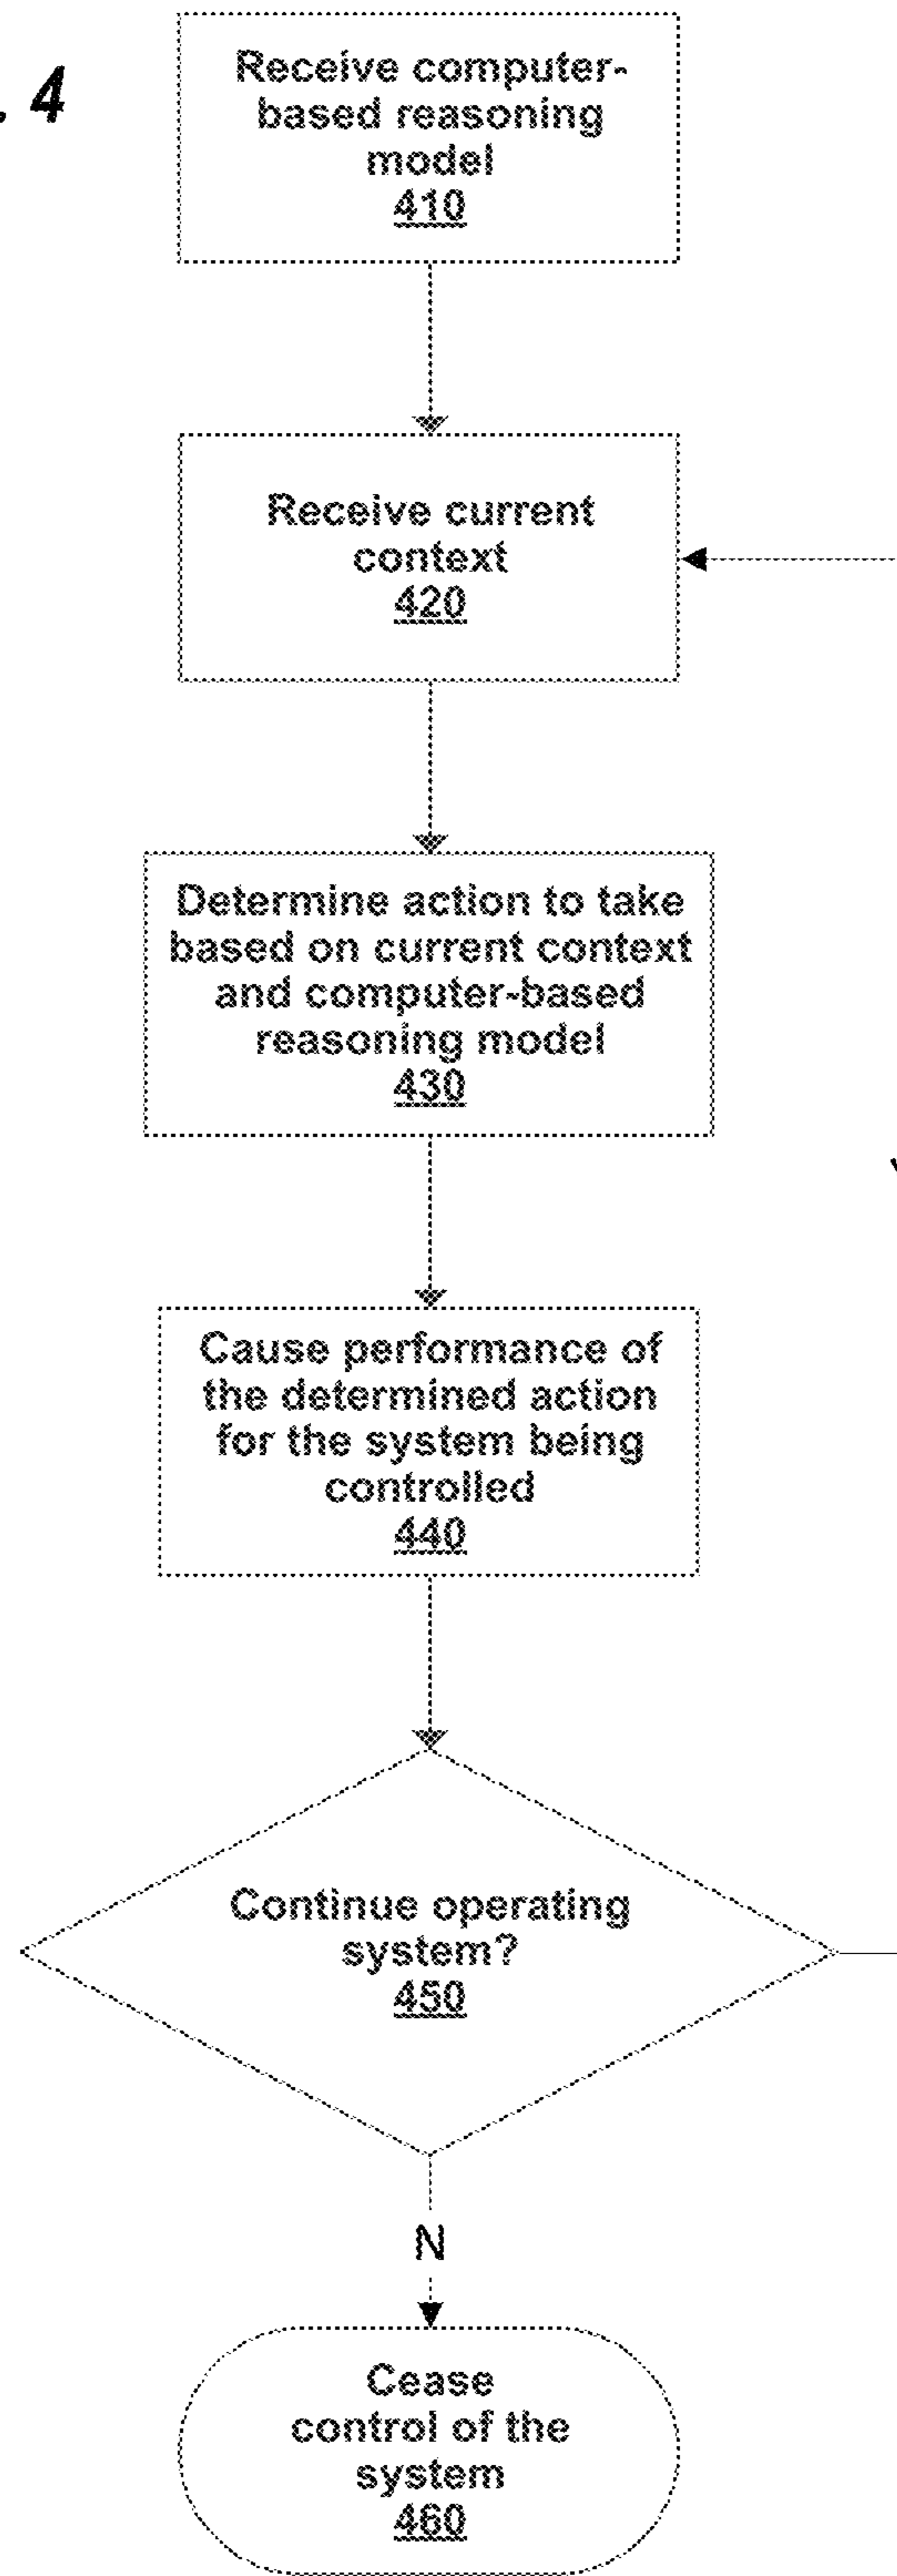 . 4
Receive computer-
based reasoning
model
410
Receive current
context
420
Determine action to take
based on current context
and computer-based
reasoning model
430
Cause performance of
the determined action
for the system being
controlled
440
Continue operating
system?
450
N
Cease
control of the
system
460